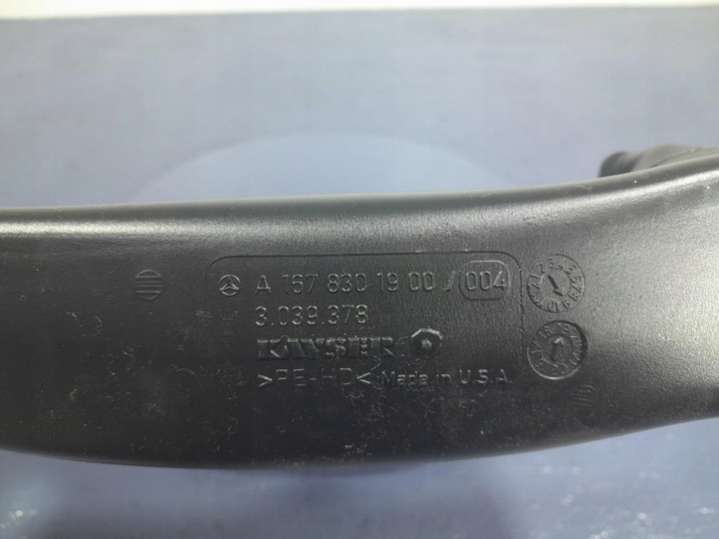 A 167 830 19 00 / 004
3.039.378
KAYSER
>PE-HD< Made in U.S.A.